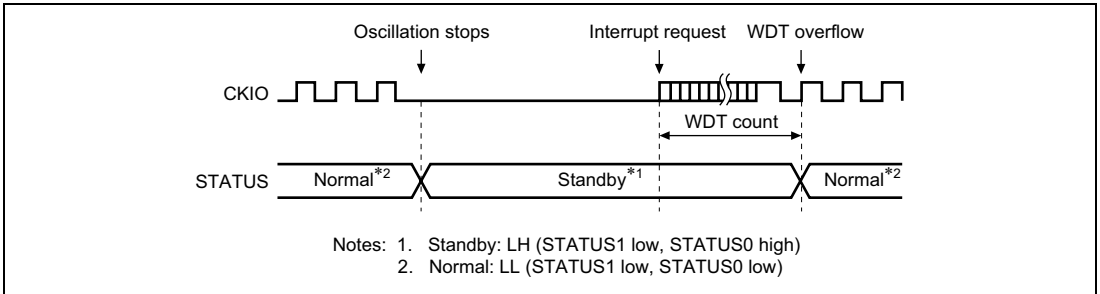 Oscillation stops Interrupt request WDT overflow
CKIO
WDT count
STATUS Normal*2 Standby*1 Normal*2
Notes: 1. Standby: LH (STATUS1 low, STATUS0 high)
2. Normal: LL (STATUS1 low, STATUS0 low)